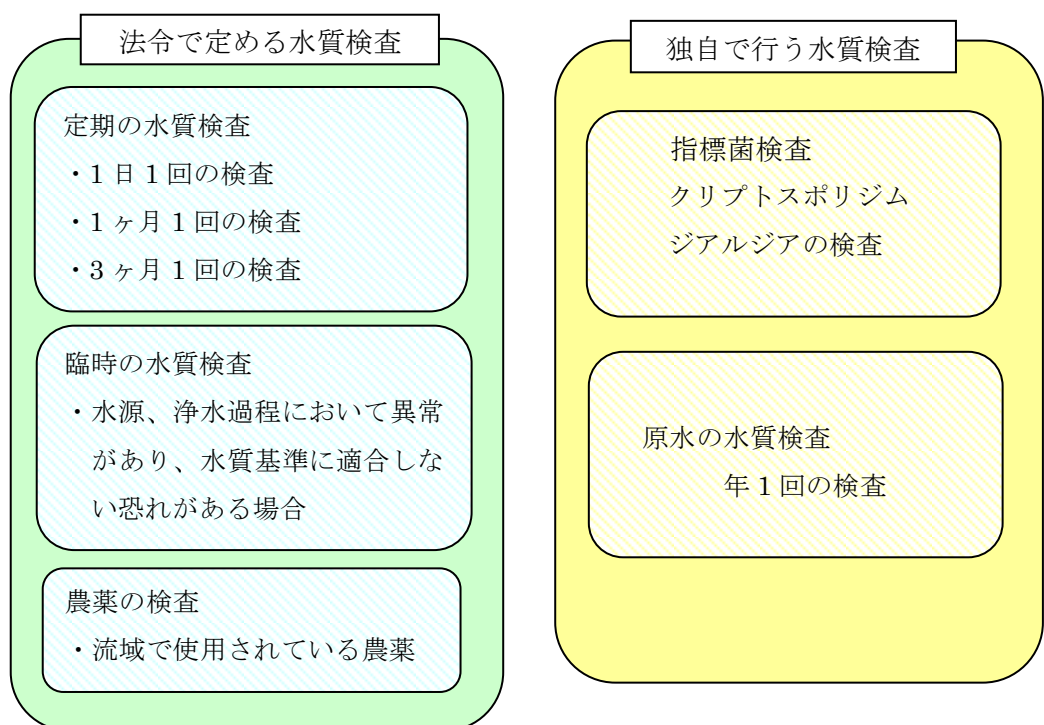 法令で定める水質検査
定期の水質検査
・1日1回の検査
・1ヶ月1回の検査
・3ヶ月1回の検査
臨時の水質検査
・水源、浄水過程において異常
があり、水質基準に適合しな
い恐れがある場合
農薬の検査
・流域で使用されている農薬
独自で行う水質検査
指標菌検査
クリプトスポリジム
ジアルジアの検査
原水の水質検査
年1回の検査